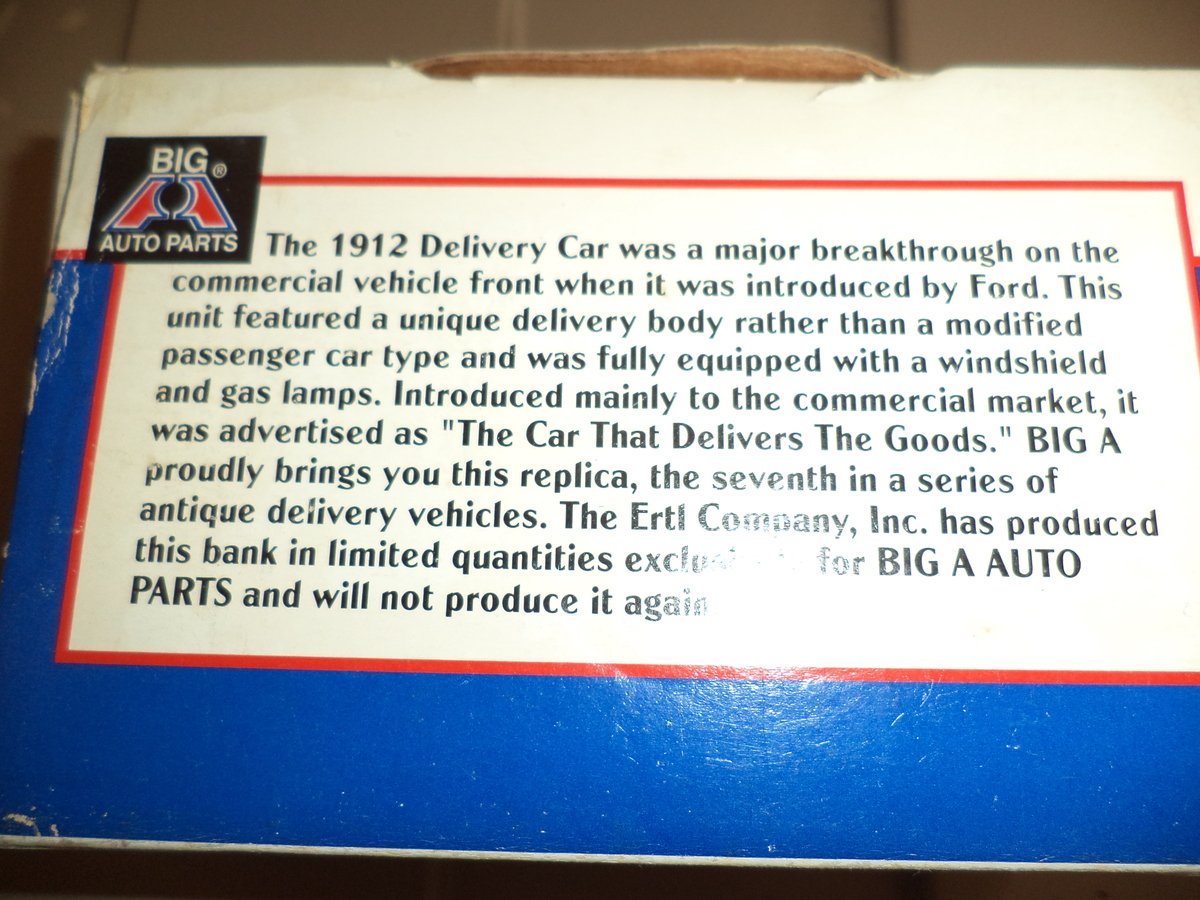 BIG ®
AUTO PARTS
The 1912 Delivery Car was a major breakthrough on the
commercial vehicle front when it was introduced by Ford. This
unit featured a unique delivery body rather than a modified
passenger car type and was fully equipped with a windshield
and gas lamps. Introduced mainly to the commercial market, it
was advertised as "The Car That Delivers The Goods." BIG A
proudly brings you this replica, the seventh in a series of
antique delivery vehicles. The Ertl Company, Inc. has produced
this bank in limited quantities for BIG A AUTO
PARTS and will not produce it again